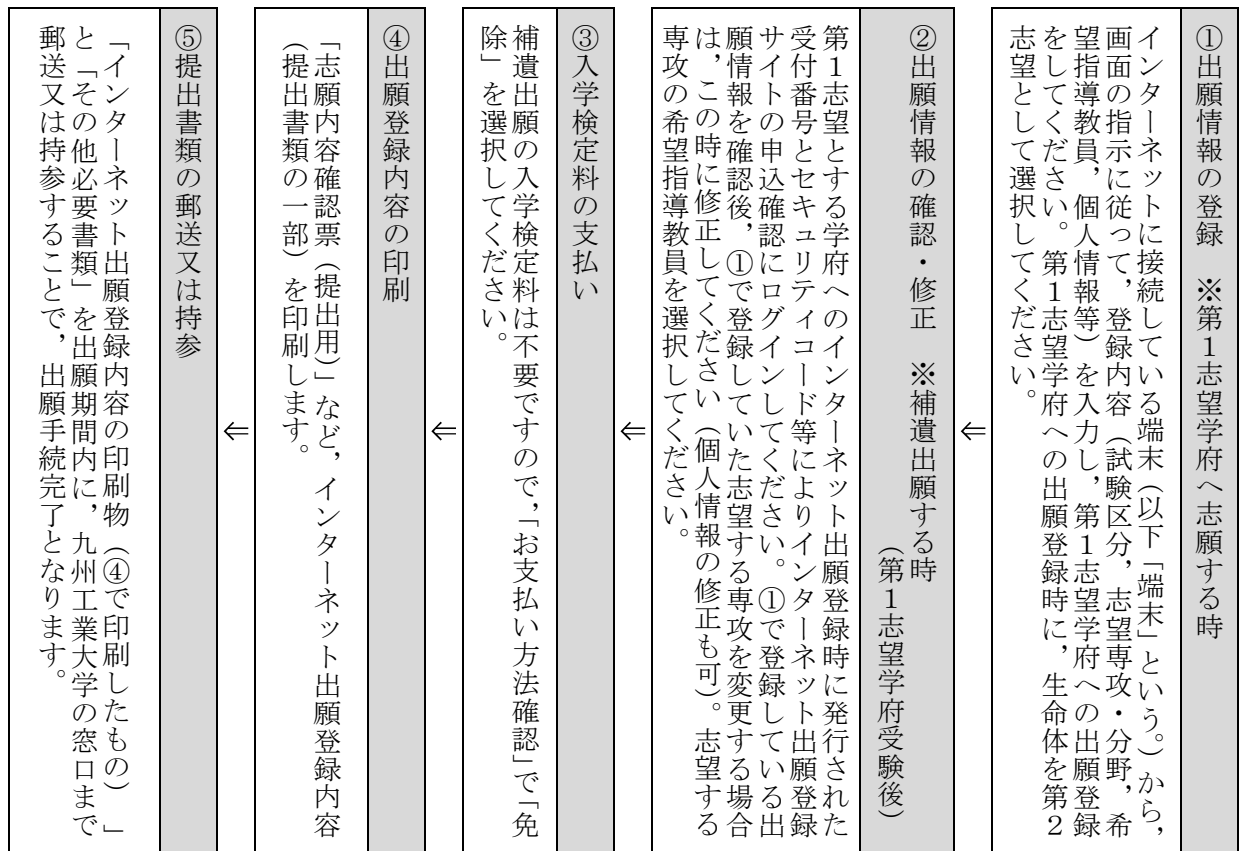 ①出願情報の登録　※第1志望学府へ志願する時
インターネットに接続している端末（以下「端末」という。）から，
画面の指示に従って，登録内容（試験区分，志望専攻・分野，希
望指導教員，個人情報等）を入力し，第1志望学府への出願登録
をしてください。第1志望学府への出願登録時に，生命体を第2
志望として選択してください。
⇐
②出願情報の確認・修正　※補遺出願する時
（第1志望学府受験後）
第1志望とする学府へのインターネット出願登録時に発行された
受付番号とセキュリティコード等によりインターネット出願登録
サイトの申込確認にログインしてください。①で登録している出
願情報を確認後，①で登録していた志望する専攻を変更する場合
は，この時に修正してください（個人情報の修正も可）。志望する
専攻の希望指導教員を選択してください。
⇐
③入学検定料の支払い
補遺出願の入学検定料は不要ですので，「お支払い方法確認」で「免
除」を選択してください。
⇐
④出願登録内容の印刷
「志願内容確認票（提出用）」など，インターネット出願登録内容
（提出書類の一部）を印刷します。
⇐
⑤提出書類の郵送又は持参
「インターネット出願登録内容の印刷物（④で印刷したもの）」
と「その他必要書類」を出願期間内に，九州工業大学の窓口まで
郵送又は持参することで，出願手続完了となります。